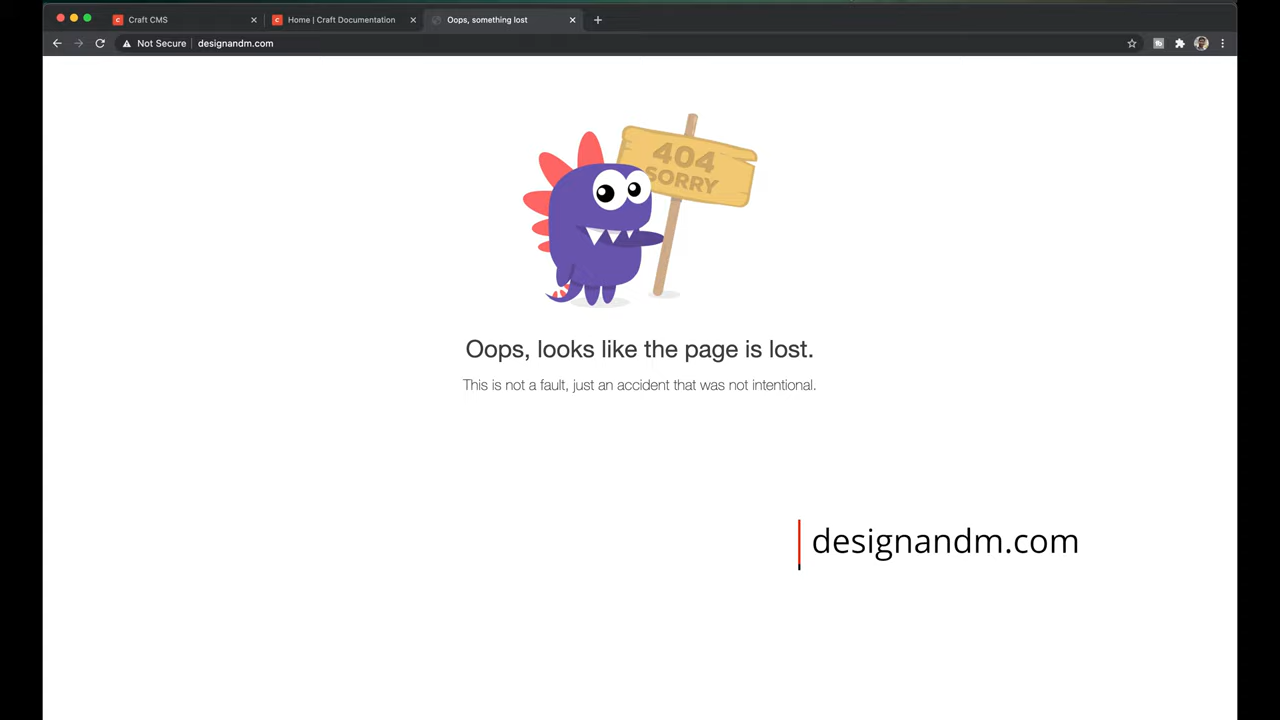 Craft CMS
Home | Craft Documentation
Oops, something lost
Not Secure
designandm.com
404
SORRY
Oops, looks like the page is lost.
This is not a fault, just an accident that was not intentional.
designandm.com